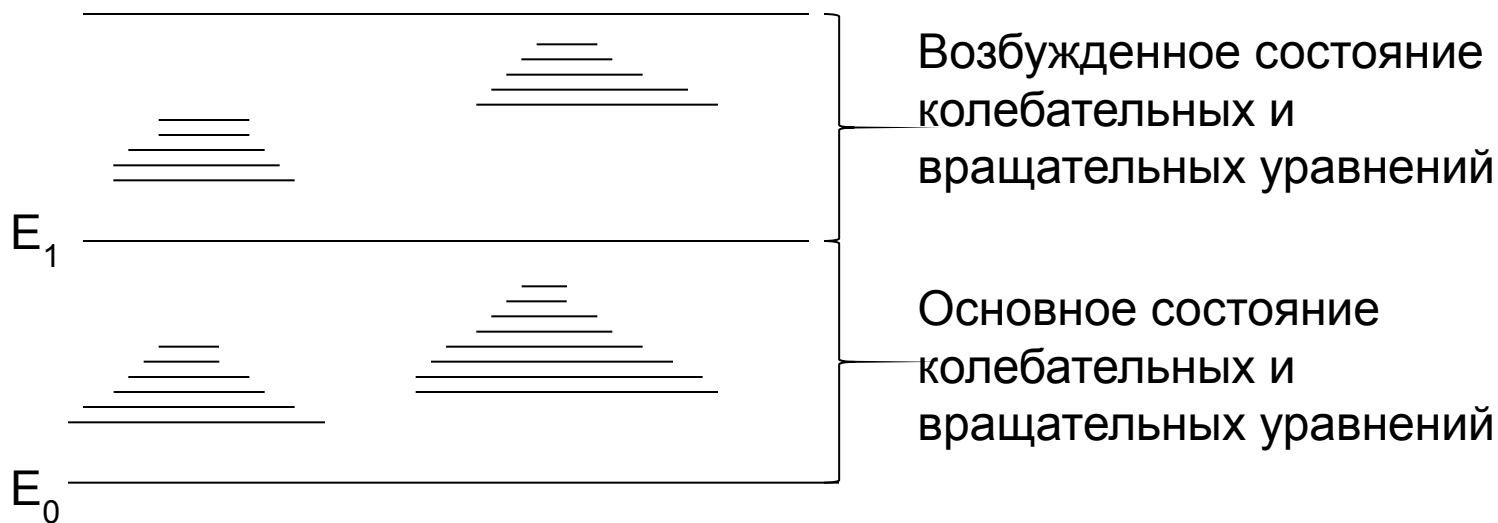 Возбужденное состояние
колебательных и
вращательных уравнений
E₁
Основное состояние
колебательных и
вращательных уравнений
E₀